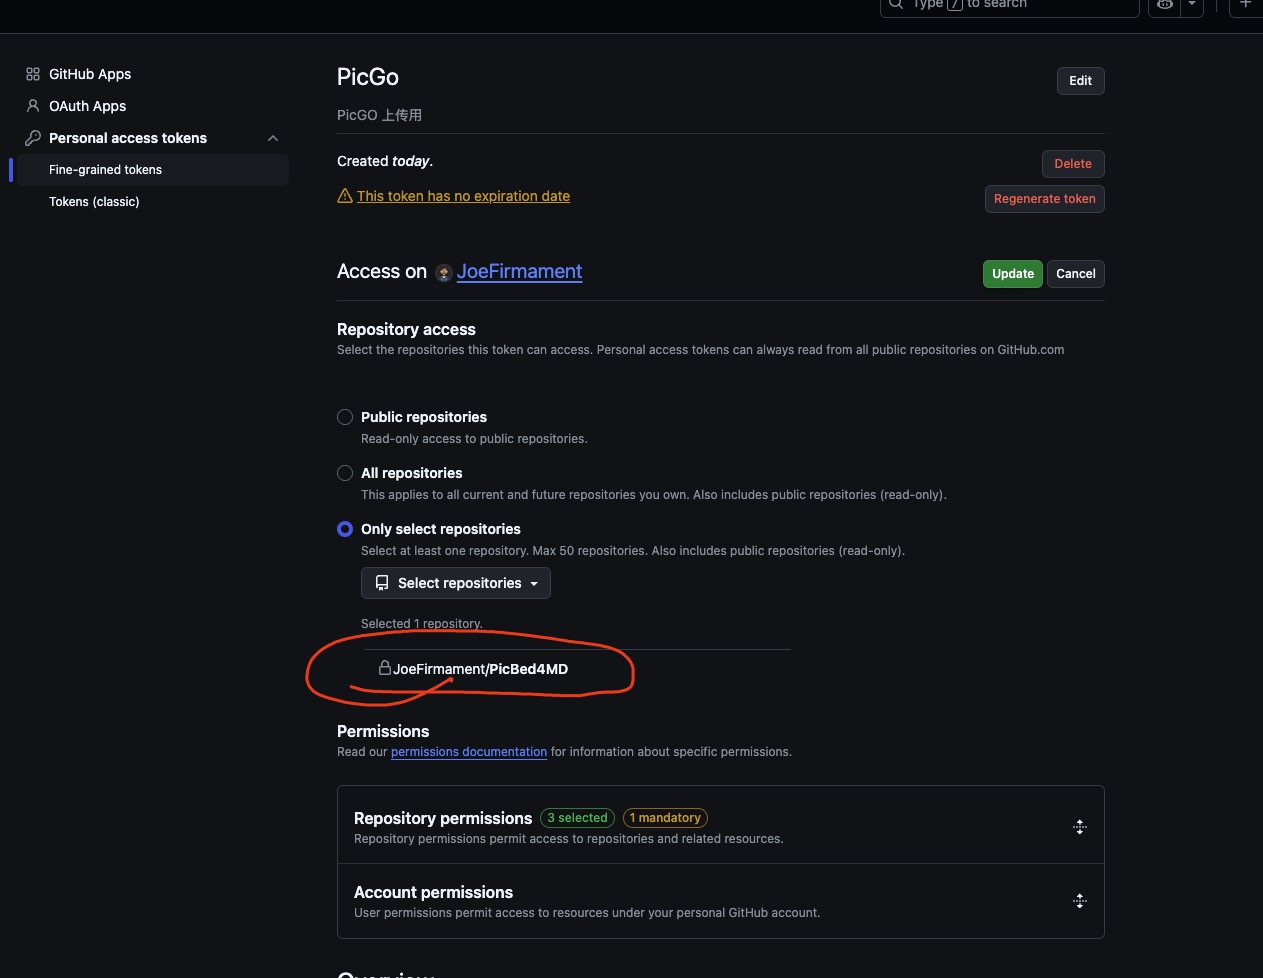 Type / to search
GitHub Apps
OAuth Apps
Personal access tokens
Fine-grained tokens
Tokens (classic)
PicGo
Edit
PicGO 上传用
Created today.
Delete
This token has no expiration date
Regenerate token
Access on JoeFirmament
Update
Cancel
Repository access
Select the repositories this token can access. Personal access tokens can always read from all public repositories on GitHub.com
Public repositories
Read-only access to public repositories.
All repositories
This applies to all current and future repositories you own. Also includes public repositories (read-only).
Only select repositories
Select at least one repository. Max 50 repositories. Also includes public repositories (read-only).
Select repositories
Selected 1 repository.
JoeFirmament/PicBed4MD
Permissions
Read our permissions documentation for information about specific permissions.
Repository permissions 3 selected 1 mandatory
Repository permissions permit access to repositories and related resources.
Account permissions
User permissions permit access to resources under your personal GitHub account.
Overview